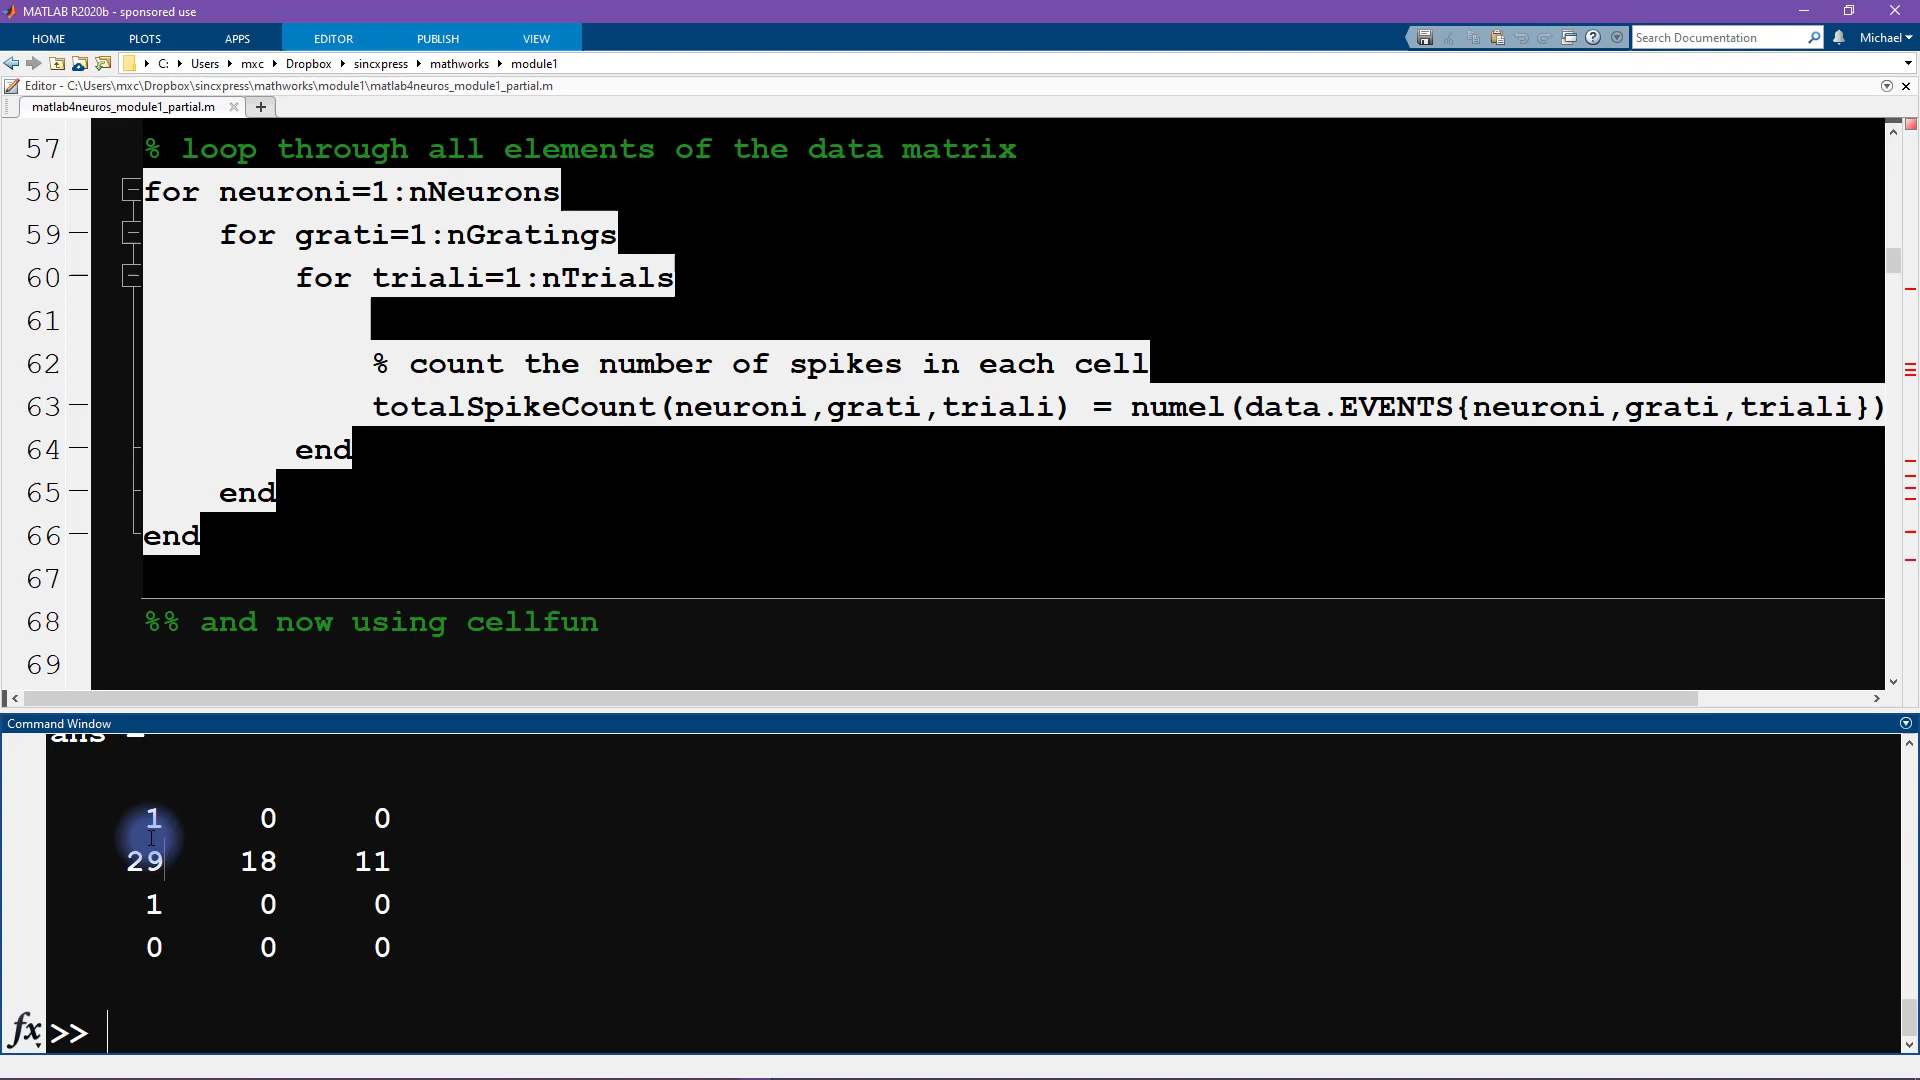 MATLAB R2020b - sponsored use
HOME PLOTS APPS EDITOR PUBLISH VIEW Search Documentation Michael
C: Users mxc Dropbox sincxpress mathworks module1
Editor - C:\Users\mxc\Dropbox\sincxpress\mathworks\module1\matlab4neuros_module1_partial.m
matlab4neuros_module1_partial.m
57 % loop through all elements of the data matrix
58 for neuroni=1:nNeurons
59 for grati=1:nGratings
60 for triali=1:nTrials
61
62 % count the number of spikes in each cell
63 totalSpikeCount(neuroni,grati,triali) = numel(data.EVENTS{neuroni,grati,triali})
64 end
65 end
66 end
67
68 %% and now using cellfun
69
Command Window
ans =
1 0 0
29 18 11
1 0 0
0 0 0
fx >>